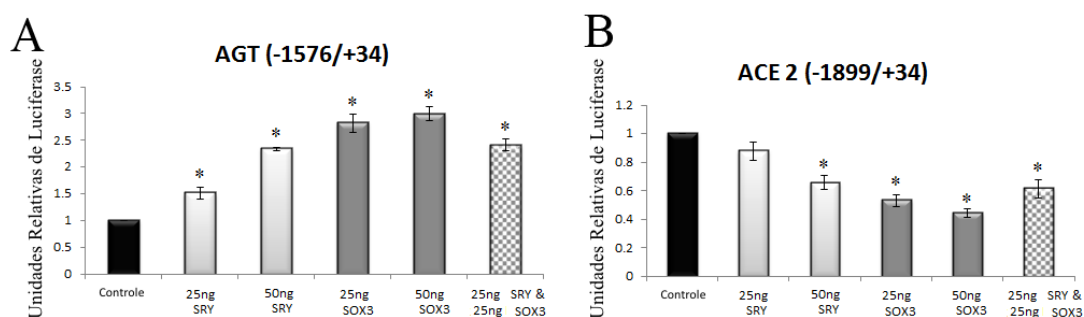 A
AGT (-1576/+34)
Unidades Relativas de Luciferase
3.5
3
2.5
2
1.5
1
0.5
0
*
*
*
*
*
Controle
25ng SRY
50ng SRY
25ng SOX3
50ng SOX3
25ng SRY &
25ng SOX3
B
ACE 2 (-1899/+34)
Unidades Relativas de Luciferase
1.2
1
0.8
0.6
0.4
0.2
0
*
*
*
*
Controle
25ng SRY
50ng SRY
25ng SOX3
50ng SOX3
25ng SRY &
25ng SOX3